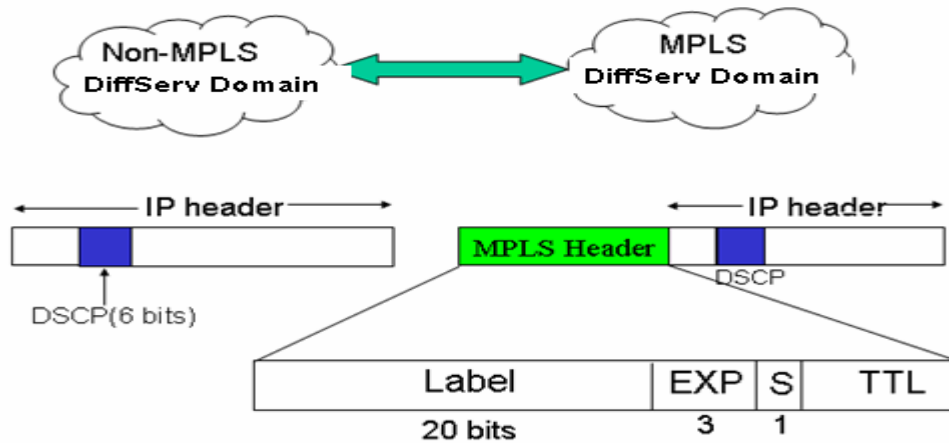 Non-MPLS
DiffServ Domain
MPLS
DiffServ Domain
IP header
IP header
MPLS Header
DSCP
DSCP(6 bits)
Label
EXP
S
TTL
20 bits
3
1